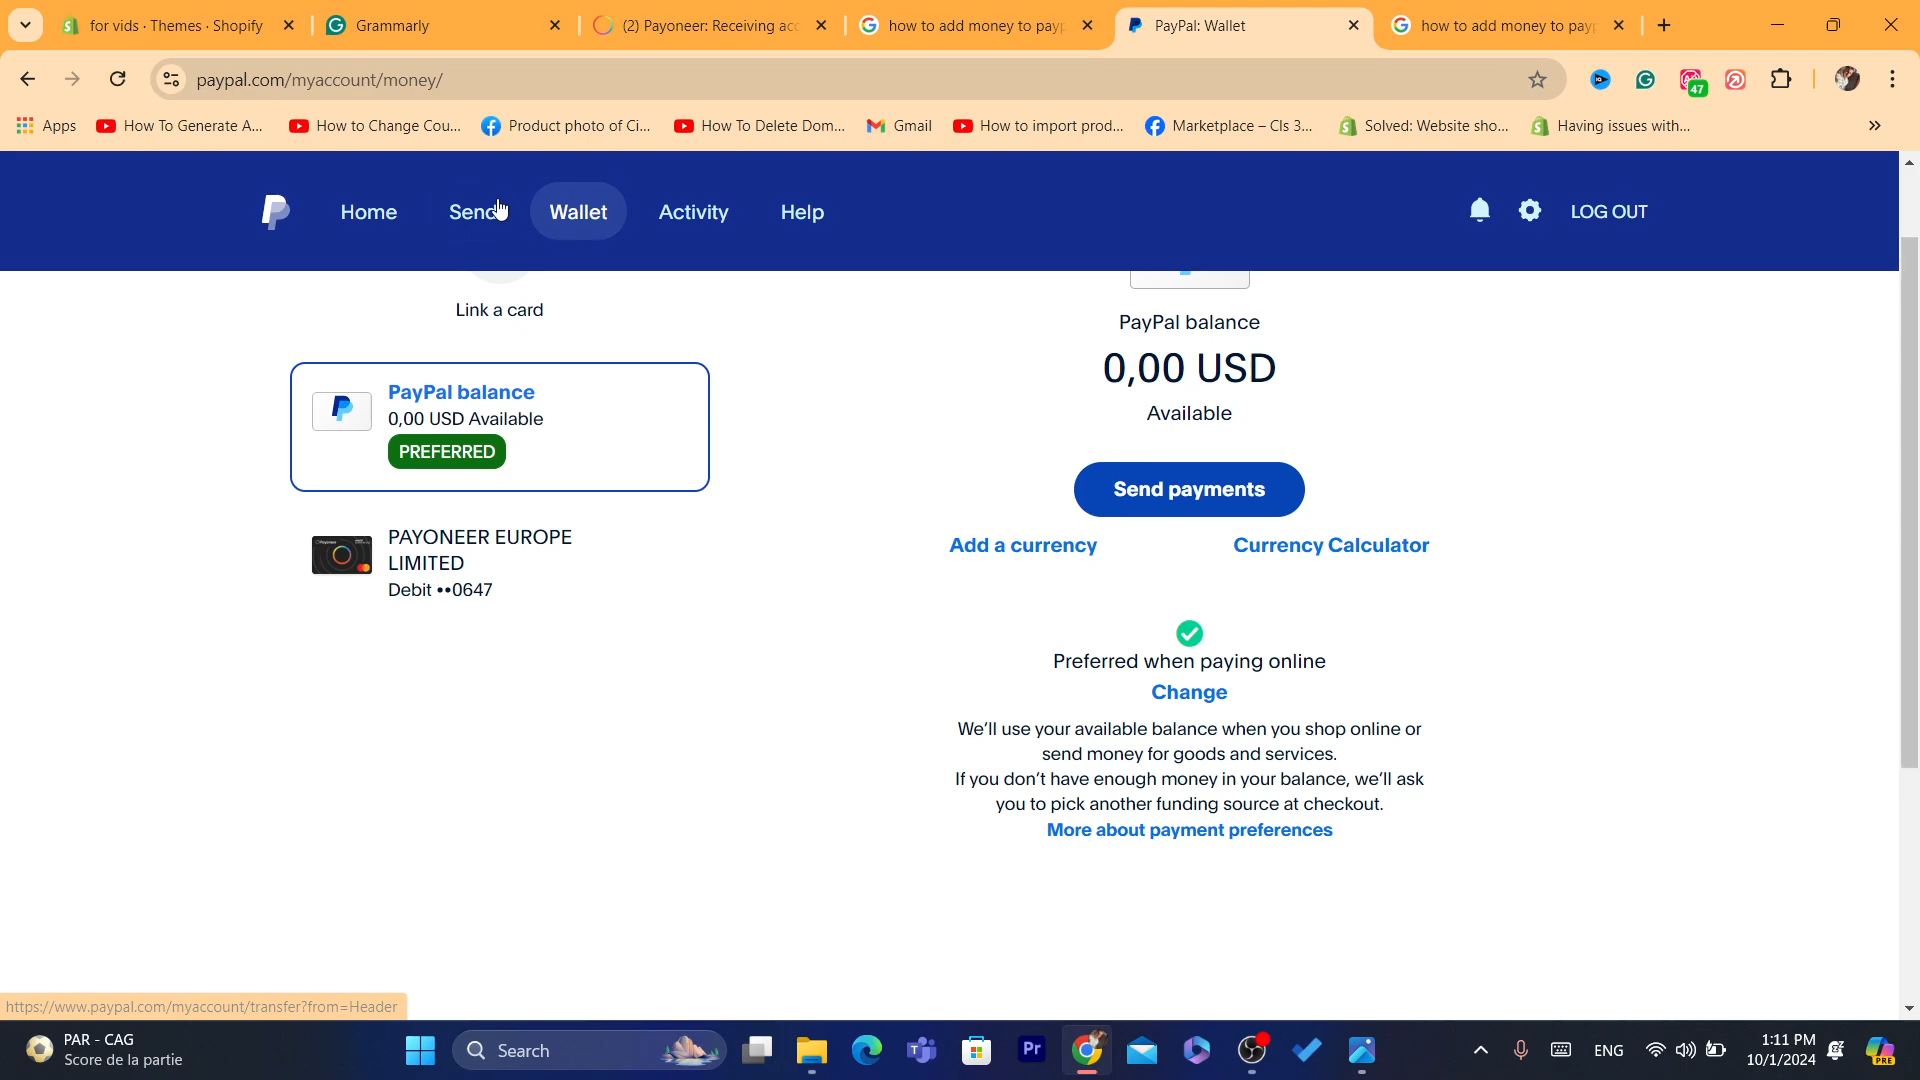 for vids · Themes · Shopify
Grammarly
(2) Payoneer: Receiving acc
how to add money to payp
PayPal: Wallet
how to add money to payp
paypal.com/myaccount/money/
47
Apps
How To Generate A...
How to Change Cou...
Product photo of Ci...
How To Delete Dom...
Gmail
How to import prod...
Marketplace – Cls 3...
Solved: Website sho...
Having issues with...
Home
Send
Wallet
Activity
Help
LOG OUT
Link a card
PayPal balance
0,00 USD Available
PREFERRED
PAYONEER EUROPE
LIMITED
Debit ••0647
PayPal balance
0,00 USD
Available
Send payments
Add a currency
Currency Calculator
Preferred when paying online
Change
We'll use your available balance when you shop online or
send money for goods and services.
If you don't have enough money in your balance, we'll ask
you to pick another funding source at checkout.
More about payment preferences
https://www.paypal.com/myaccount/transfer?from=Header
PAR - CAG
Score de la partie
Search
Pr
ENG
1:11 PM
10/1/2024
PRE